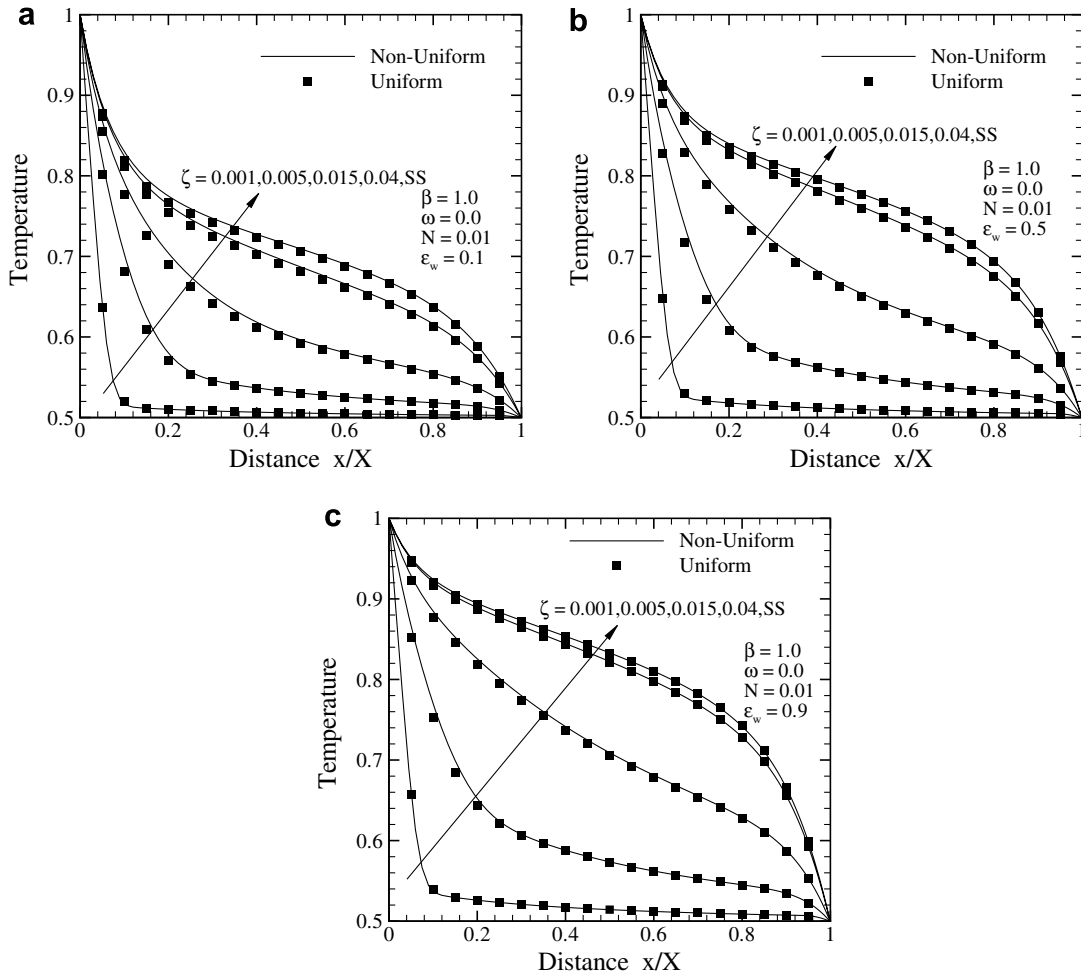 a
Non-Uniform
Uniform
ζ = 0.001,0.005,0.015,0.04,SS
β = 1.0
ω = 0.0
N = 0.01
ε_w = 0.1
Temperature
1
0.9
0.8
0.7
0.6
0.5
0 0.2 0.4 0.6 0.8 1
Distance x/X
b
Non-Uniform
Uniform
ζ = 0.001,0.005,0.015,0.04,SS
β = 1.0
ω = 0.0
N = 0.01
ε_w = 0.5
Temperature
1
0.9
0.8
0.7
0.6
0.5
0 0.2 0.4 0.6 0.8 1
Distance x/X
c
Non-Uniform
Uniform
ζ = 0.001,0.005,0.015,0.04,SS
β = 1.0
ω = 0.0
N = 0.01
ε_w = 0.9
Temperature
1
0.9
0.8
0.7
0.6
0.5
0 0.2 0.4 0.6 0.8 1
Distance x/X